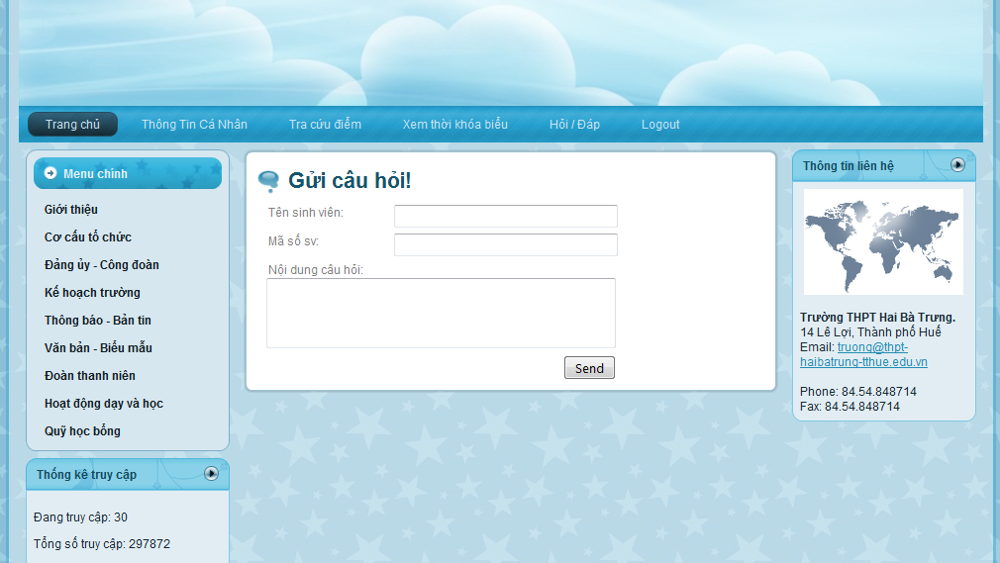 Trang chủ
Thông Tin Cá Nhân
Tra cứu điểm
Xem thời khóa biểu
Hỏi / Đáp
Logout
Menu chính
Giới thiệu
Cơ cấu tổ chức
Đảng ủy - Công đoàn
Kế hoạch trường
Thông báo - Bản tin
Văn bản - Biểu mẫu
Đoàn thanh niên
Hoạt động dạy và học
Quỹ học bổng
Thống kê truy cập
Đang truy cập: 30
Tổng số truy cập: 297872
Gửi câu hỏi!
Tên sinh viên:
Mã số sv:
Nội dung câu hỏi:
Send
Thông tin liên hệ
Trường THPT Hai Bà Trưng.
14 Lê Lợi, Thành phố Huế
Email: truong@thpt-
haibatrung-tthue.edu.vn
Phone: 84.54.848714
Fax: 84.54.848714